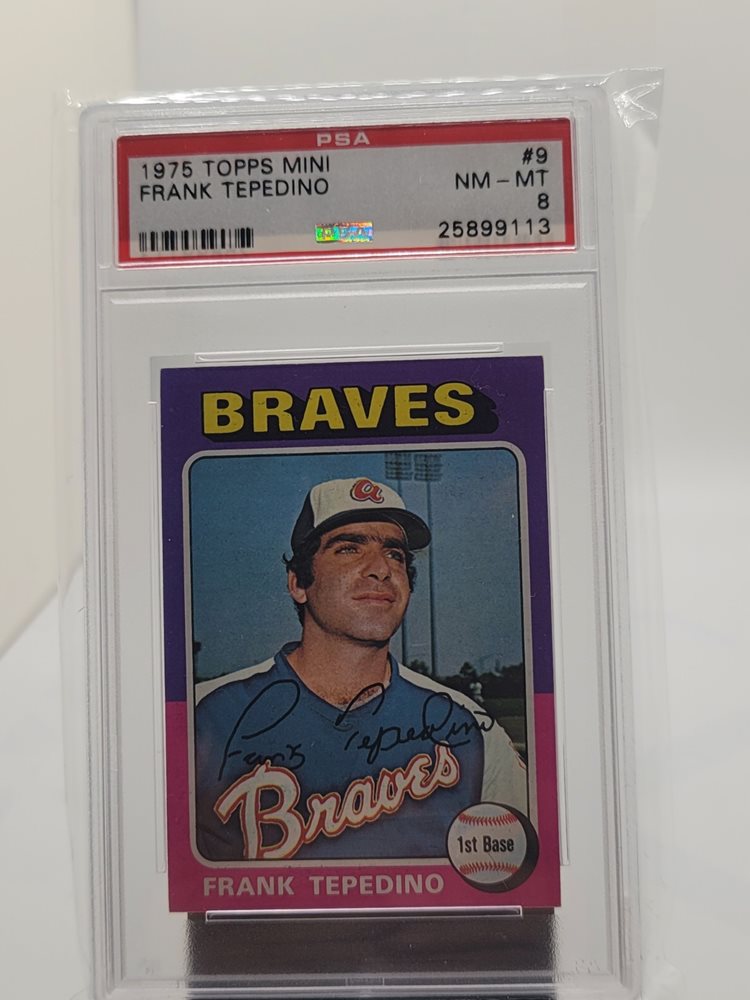 PSA
1975 TOPPS MINI #9
FRANK TEPEDINO NM - MT
8
25899113
BRAVES
a
Frank Tepedino
Braves
1st Base
FRANK TEPEDINO